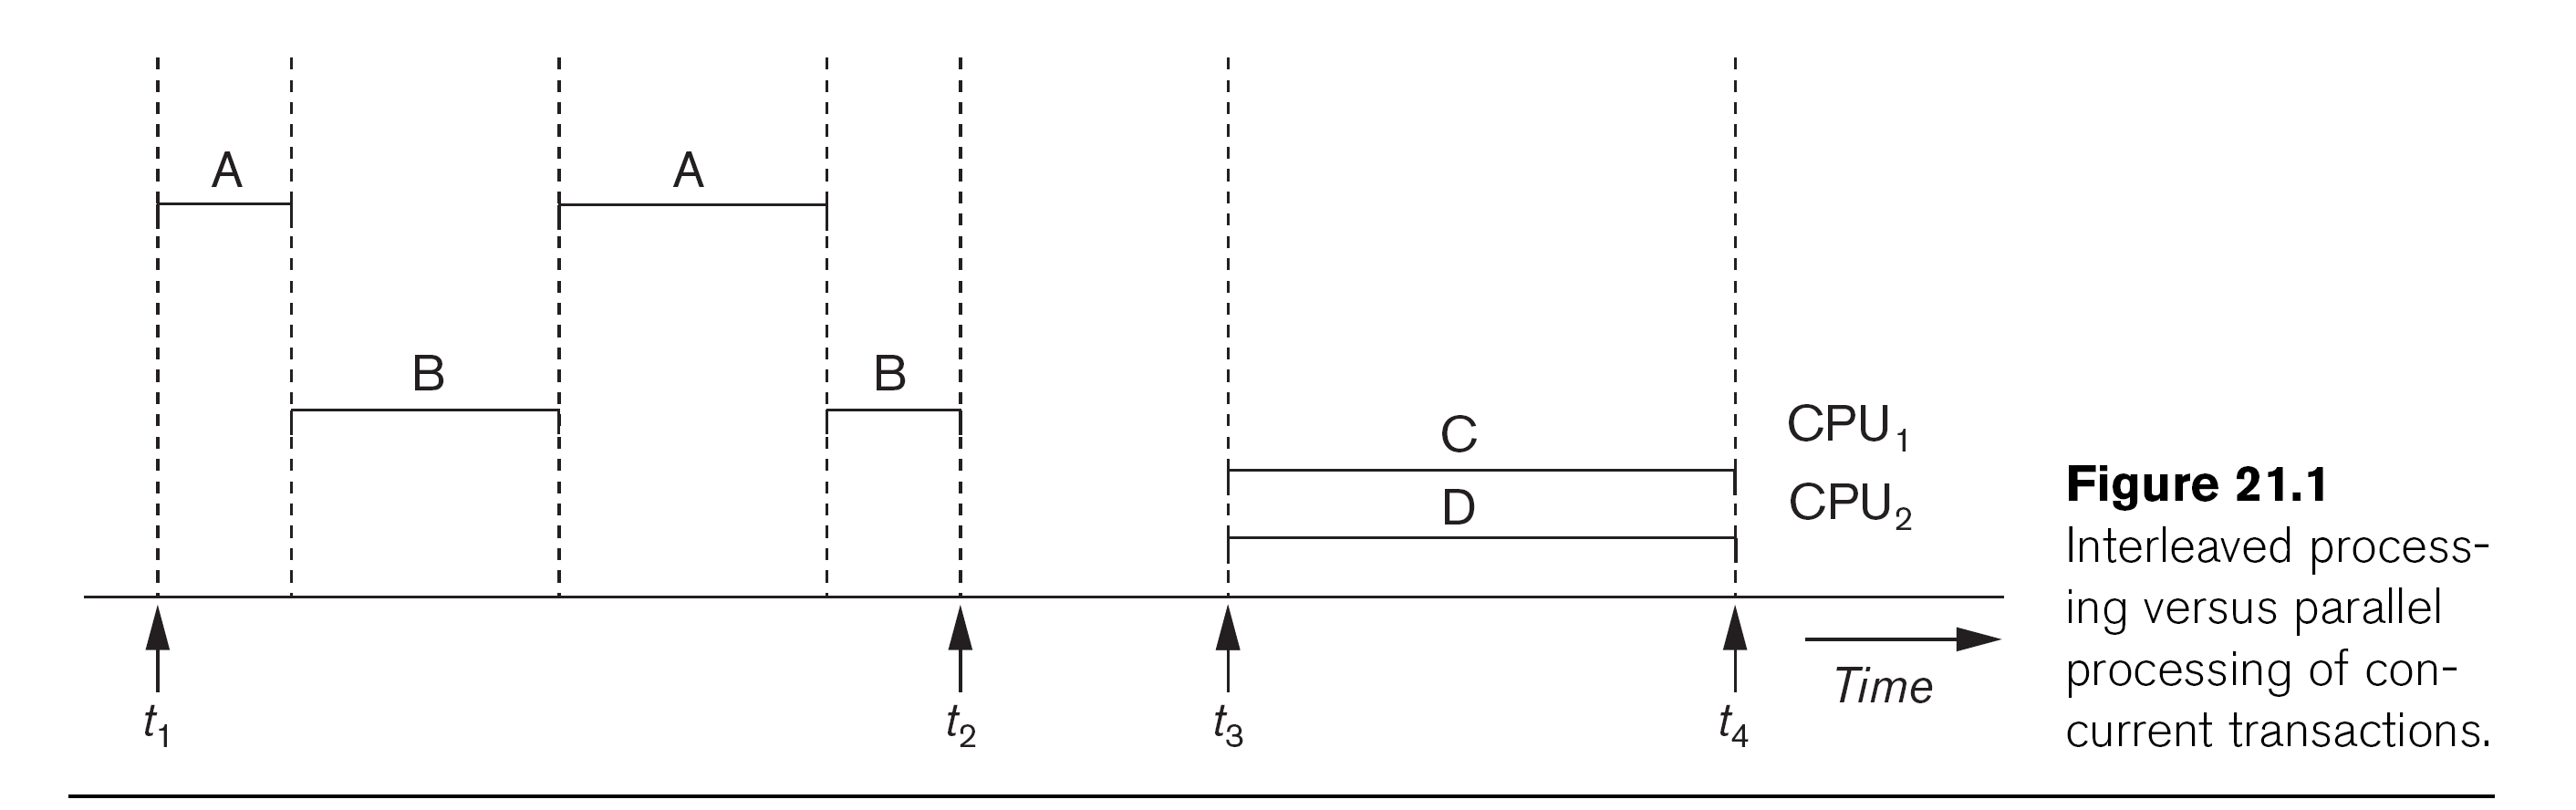 A
A
B
B
C
D
CPU₁
CPU₂
t₁
t₂
t₃
t₄
Time
Figure 21.1
Interleaved process-
ing versus parallel
processing of con-
current transactions.